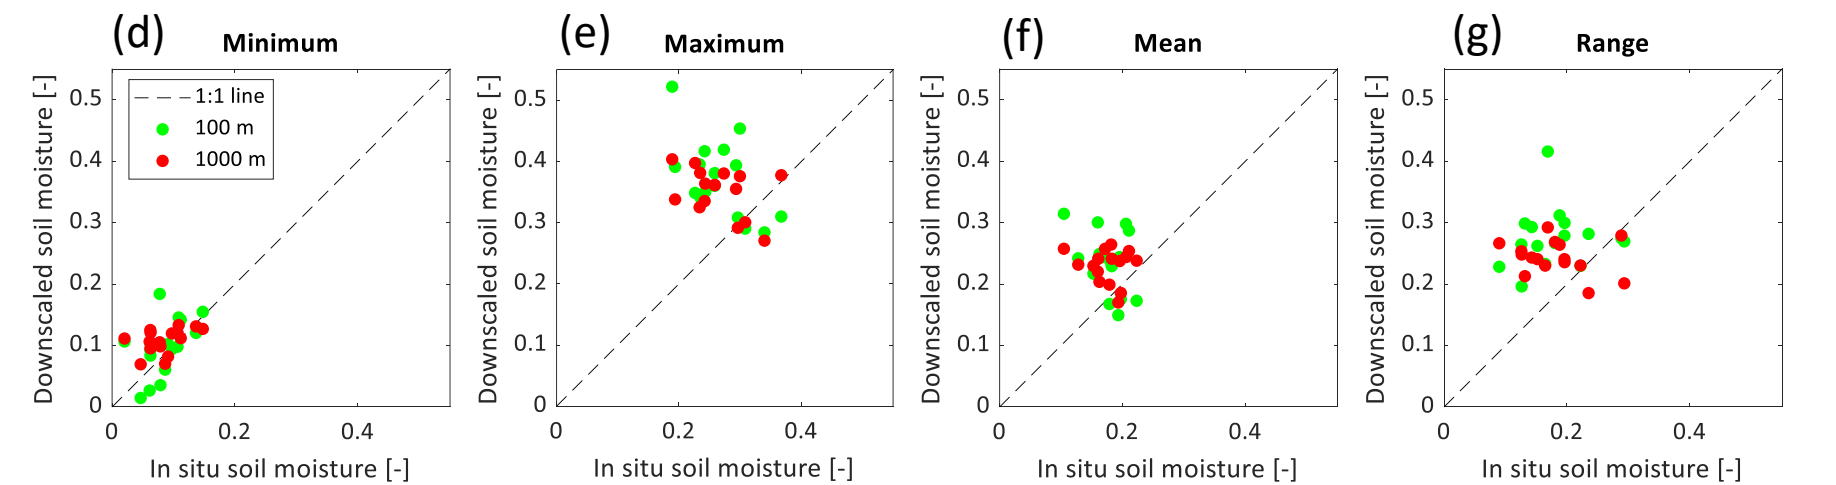 (d) Minimum
Downscaled soil moisture [-]
0.5
0.4
0.3
0.2
0.1
0
1:1 line
100 m
1000 m
0 0.2 0.4
In situ soil moisture [-]
(e) Maximum
Downscaled soil moisture [-]
0.5
0.4
0.3
0.2
0.1
0
0 0.2 0.4
In situ soil moisture [-]
(f) Mean
Downscaled soil moisture [-]
0.5
0.4
0.3
0.2
0.1
0
0 0.2 0.4
In situ soil moisture [-]
(g) Range
Downscaled soil moisture [-]
0.5
0.4
0.3
0.2
0.1
0
0 0.2 0.4
In situ soil moisture [-]